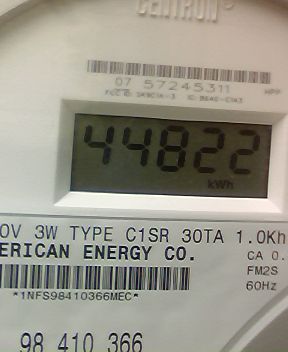 CENTRON
07 57245311
HPP
44822
kWh
0V 3W TYPE C1SR 30TA 1.0Kh
ERICAN ENERGY CO.
CA 0.
FM2S
60Hz
*1NFS98410366MEC*
98 410 366